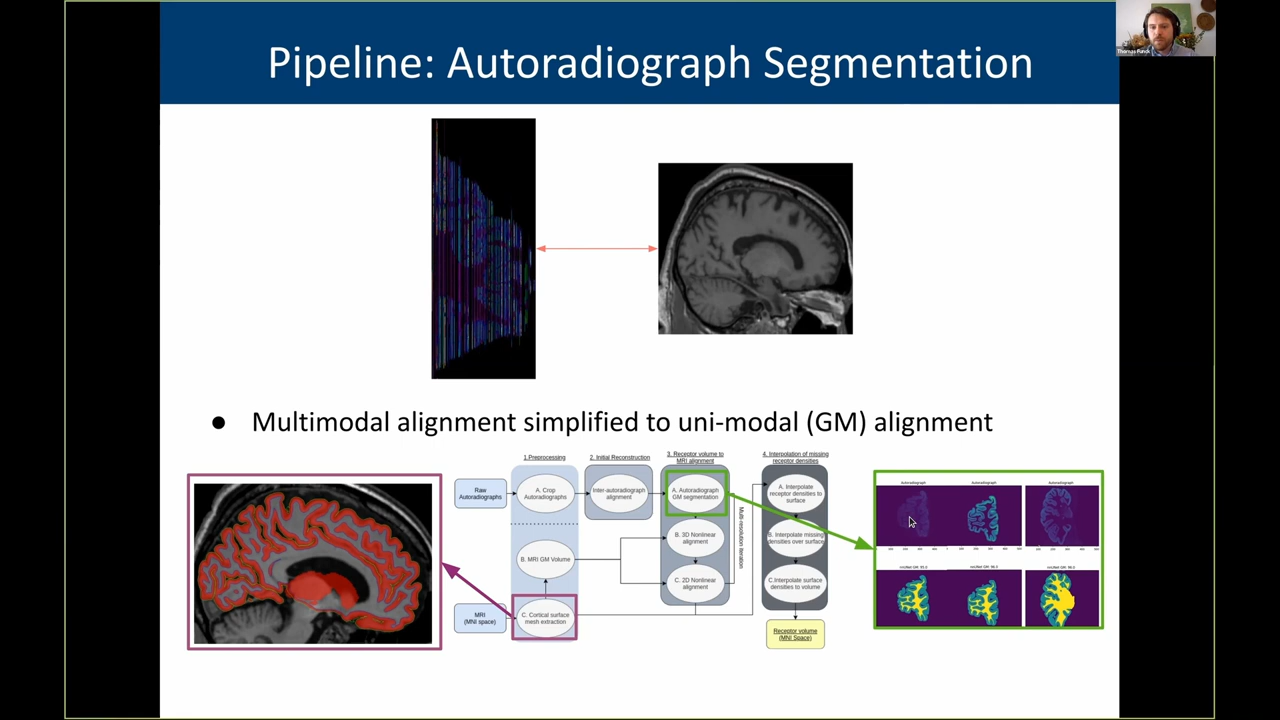 Pipeline: Autoradiograph Segmentation
Thomas Funck
● Multimodal alignment simplified to uni-modal (GM) alignment
1.Preprocessing
2. Initial Reconstruction
3. Receptor volume to
MRI alignment
4. Interpolation of missing
receptor densities
Raw
Autoradiographs
A. Crop
Autoradiographs
Inter-autoradiograph
alignment
A. Autoradiograph
GM segmentation
A. Interpolate
receptor densities to
surface
B. MRI GM Volume
B. 3D Nonlinear
alignment
Multi-resolution iteration
B. Interpolate missing
densities over surface
C. 2D Nonlinear
alignment
C.Interpolate surface
densities to volume
MRI
(MNI space)
C. Cortical surface
mesh extraction
Receptor volume
(MNI Space)
Autoradiograph
Autoradiograph
Autoradiograph